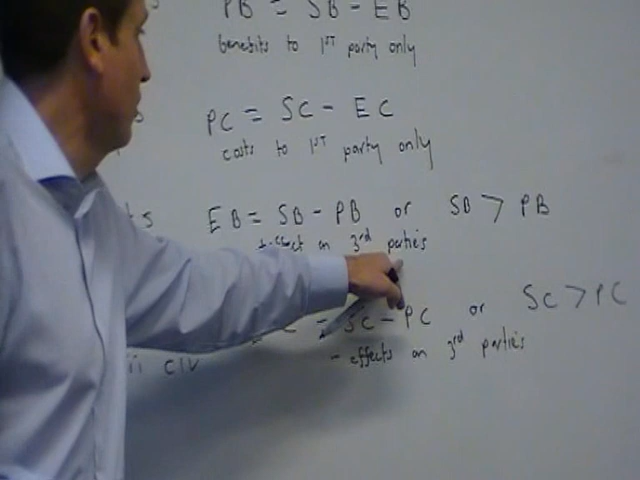 PB = SB - EB
benefits to 1ST party only
PC = SC - EC
costs to 1ST party only
EB = SB - PB or SB > PB
on 3rd parties
SC - PC or SC > PC
- effects on 3rd parties